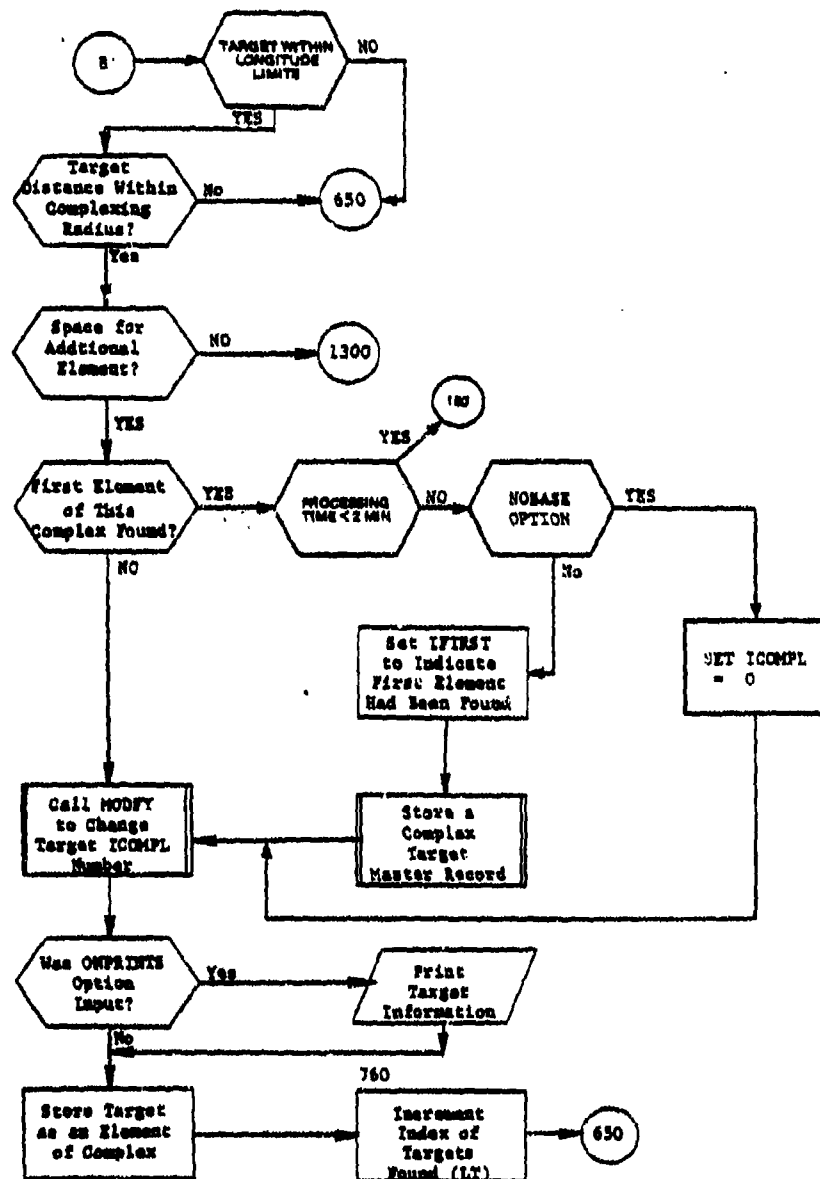 TARGET WITHIN
LONGITUDE
LIMITS
NO
YES
Target
Distance Within
Complexing
Radius?
No
650
Yes
Space for
Addtional
Element?
NO
1300
YES
First Element
of This
Complex Found?
YES
PROCESSING
TIME < 2 MIN
YES
NO
NOBASE
OPTION
YES
NO
No
Set IFIRST
to Indicate
First Element
Had Been Found
SET ICOMPL
= 0
Call MODFY
to Change
Target ICOMPL
Number
Store a
Complex
Target
Master Record
Was ONPRINTS
Option
Input?
Yes
Print
Target
Information
No
760
Store Target
as an Element
of Complex
Increment
Index of
Targets
Found (LT)
650